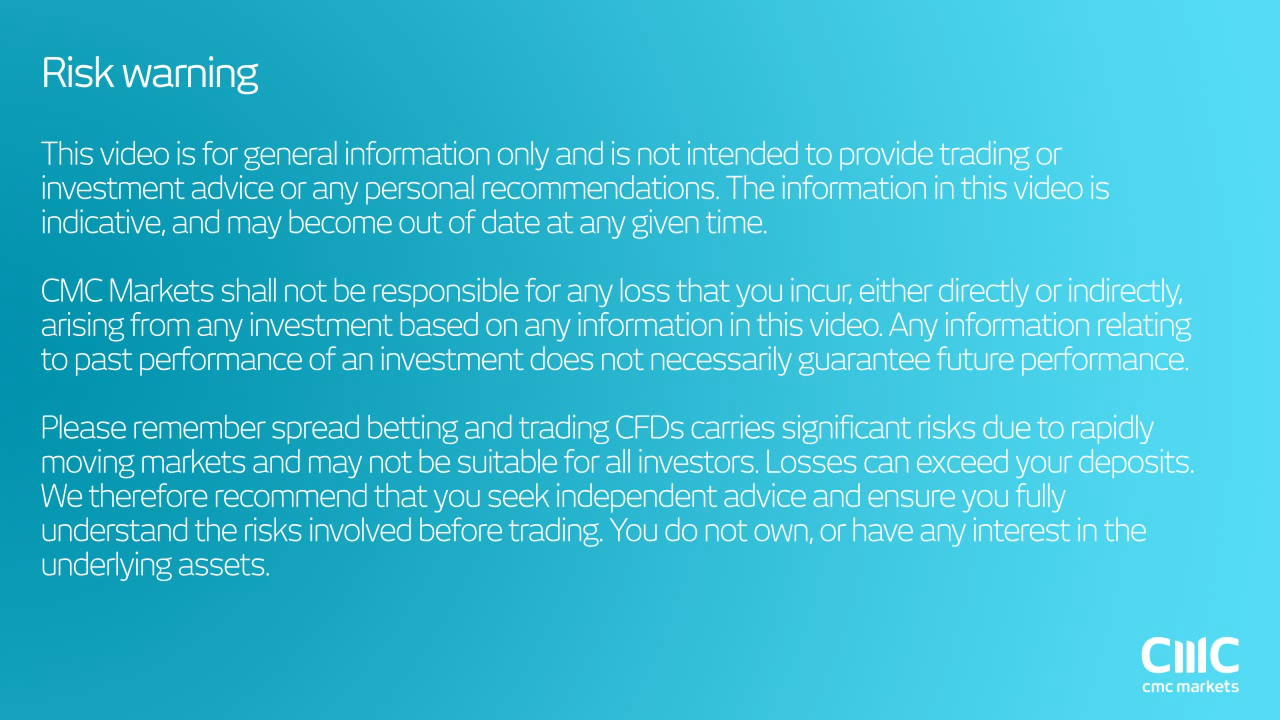 Risk warning
This video is for general information only and is not intended to provide trading or
investment advice or any personal recommendations. The information in this video is
indicative, and may become out of date at any given time.
CMC Markets shall not be responsible for any loss that you incur, either directly or indirectly,
arising from any investment based on any information in this video. Any information relating
to past performance of an investment does not necessarily guarantee future performance.
Please remember spread betting and trading CFDs carries significant risks due to rapidly
moving markets and may not be suitable for all investors. Losses can exceed your deposits.
We therefore recommend that you seek independent advice and ensure you fully
understand the risks involved before trading. You do not own, or have any interest in the
underlying assets.
CMC
cmc markets